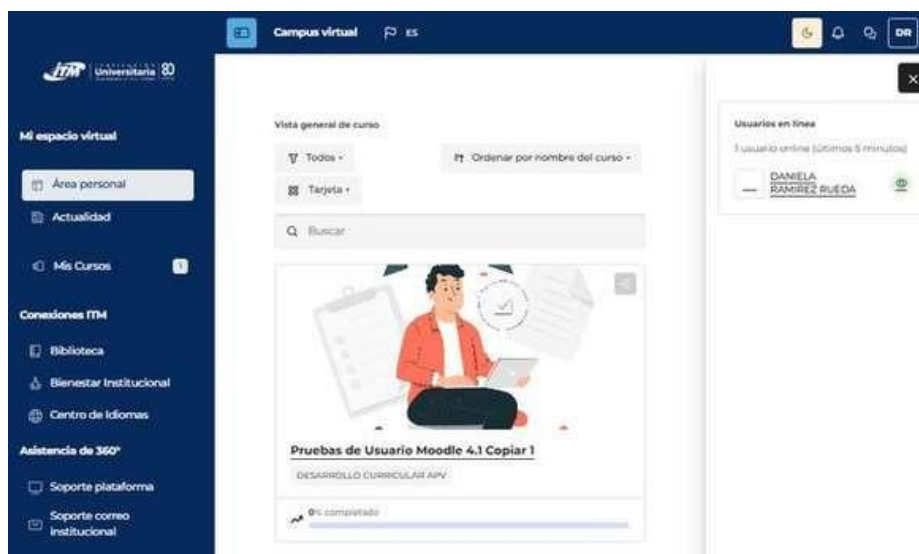 Campus virtual
ES
DR
ITM
Universitaria 80
Mi espacio virtual
Área personal
Actualidad
Mis Cursos
1
Conexiones ITM
Biblioteca
Bienestar Institucional
Centro de Idiomas
Asistencia de 360°
Soporte plataforma
Soporte correo
institucional
Vista general de curso
Todos
Ordenar por nombre del curso
Tarjeta
Buscar
Pruebas de Usuario Moodle 4.1 Copiar 1
DESARROLLO CURRICULAR APV
0% completado
Usuarios en línea
1 usuario online (últimos 5 minutos)
DANIELA
RAMIREZ RUEDA